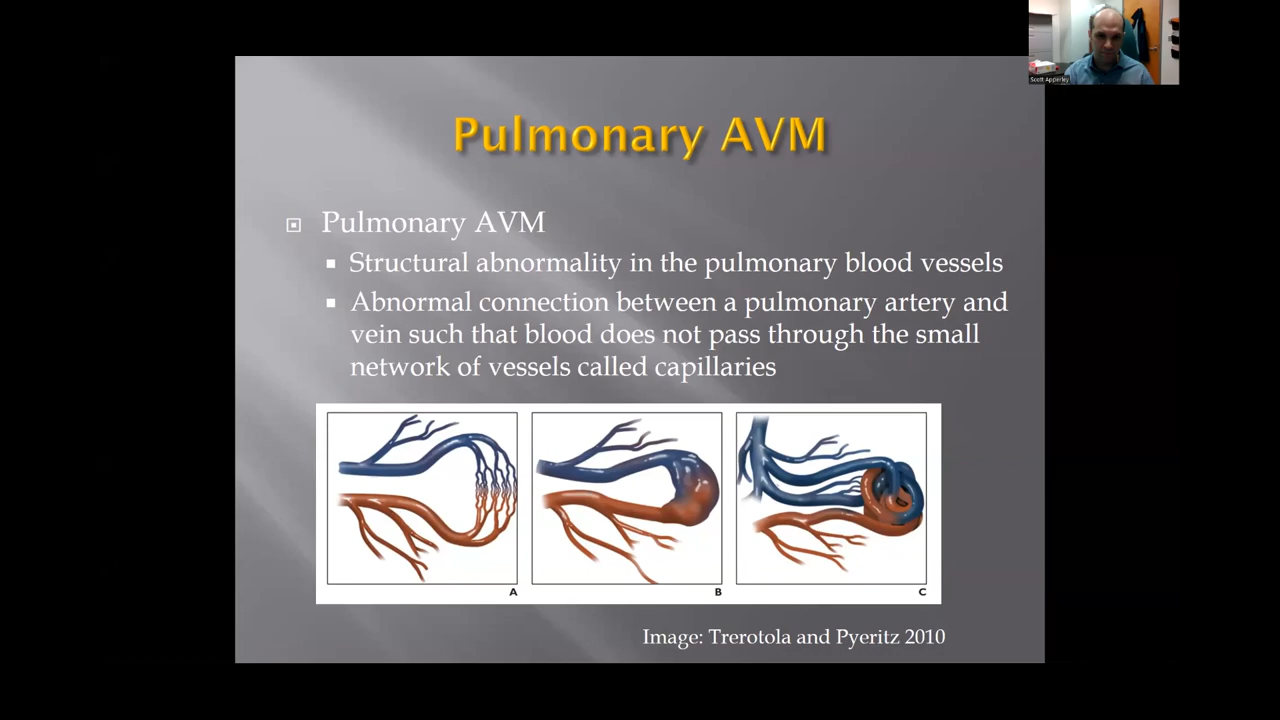 Scott Apperley
Pulmonary AVM
Pulmonary AVM
Structural abnormality in the pulmonary blood vessels
Abnormal connection between a pulmonary artery and
vein such that blood does not pass through the small
network of vessels called capillaries
A
B
C
Image: Trerotola and Pyeritz 2010